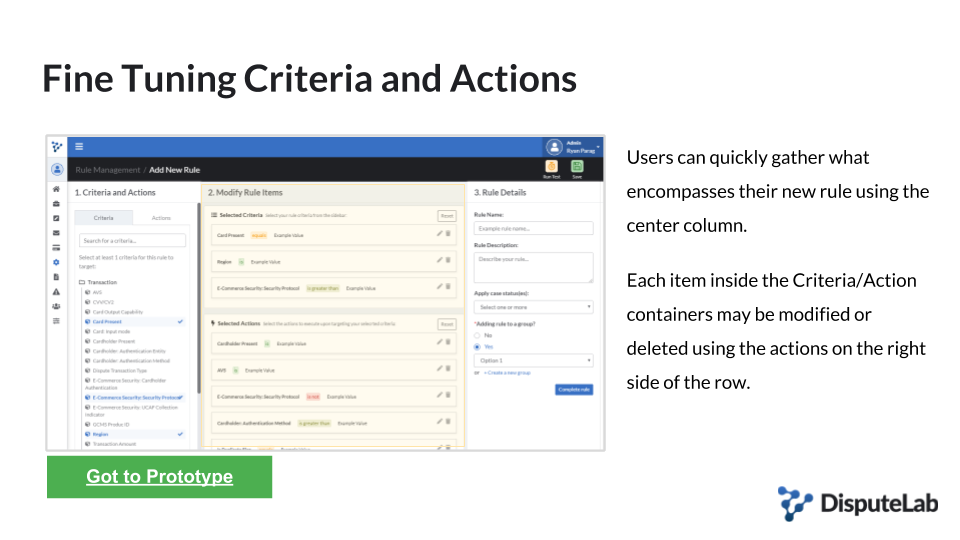 Fine Tuning Criteria and Actions
Admin
Ryan Parag
Rule Management / Add New Rule
Run Test
Save
1. Criteria and Actions
Criteria
Actions
Search for a criteria...
Select at least 1 criteria for this rule to
target:
Transaction
AVS
CVV/CV2
Card Output Capability
Card Present
Card: Input mode
Cardholder Present
Cardholder: Authentication Entity
Cardholder: Authentication Method
Dispute Transaction Type
E-Commerce Security: Cardholder
Authentication
E-Commerce Security: Security Protocol
E-Commerce Security: UCAF Collection
Indicator
GCMS Product ID
Region
Transaction Amount
2. Modify Rule Items
Selected Criteria Select your rule criteria from the sidebar
Reset
Card Present equals Example Value
Region is Example Value
E-Commerce Security: Security Protocol is greater than Example Value
Selected Actions Select the actions to execute upon targeting your selected criteria
Reset
Cardholder Present is Example Value
AVS is Example Value
E-Commerce Security: Security Protocol is not Example Value
Cardholder: Authentication Method is greater than Example Value
3. Rule Details
Rule Name:
Example rule name...
Rule Description:
Describe your rule...
Apply case status(es):
Select one or more
*Adding rule to a group?
No
Yes
Option 1
or + Create a new group
Complete rule
Users can quickly gather what
encompasses their new rule using the
center column.
Each item inside the Criteria/Action
containers may be modified or
deleted using the actions on the right
side of the row.
Got to Prototype
DisputeLab